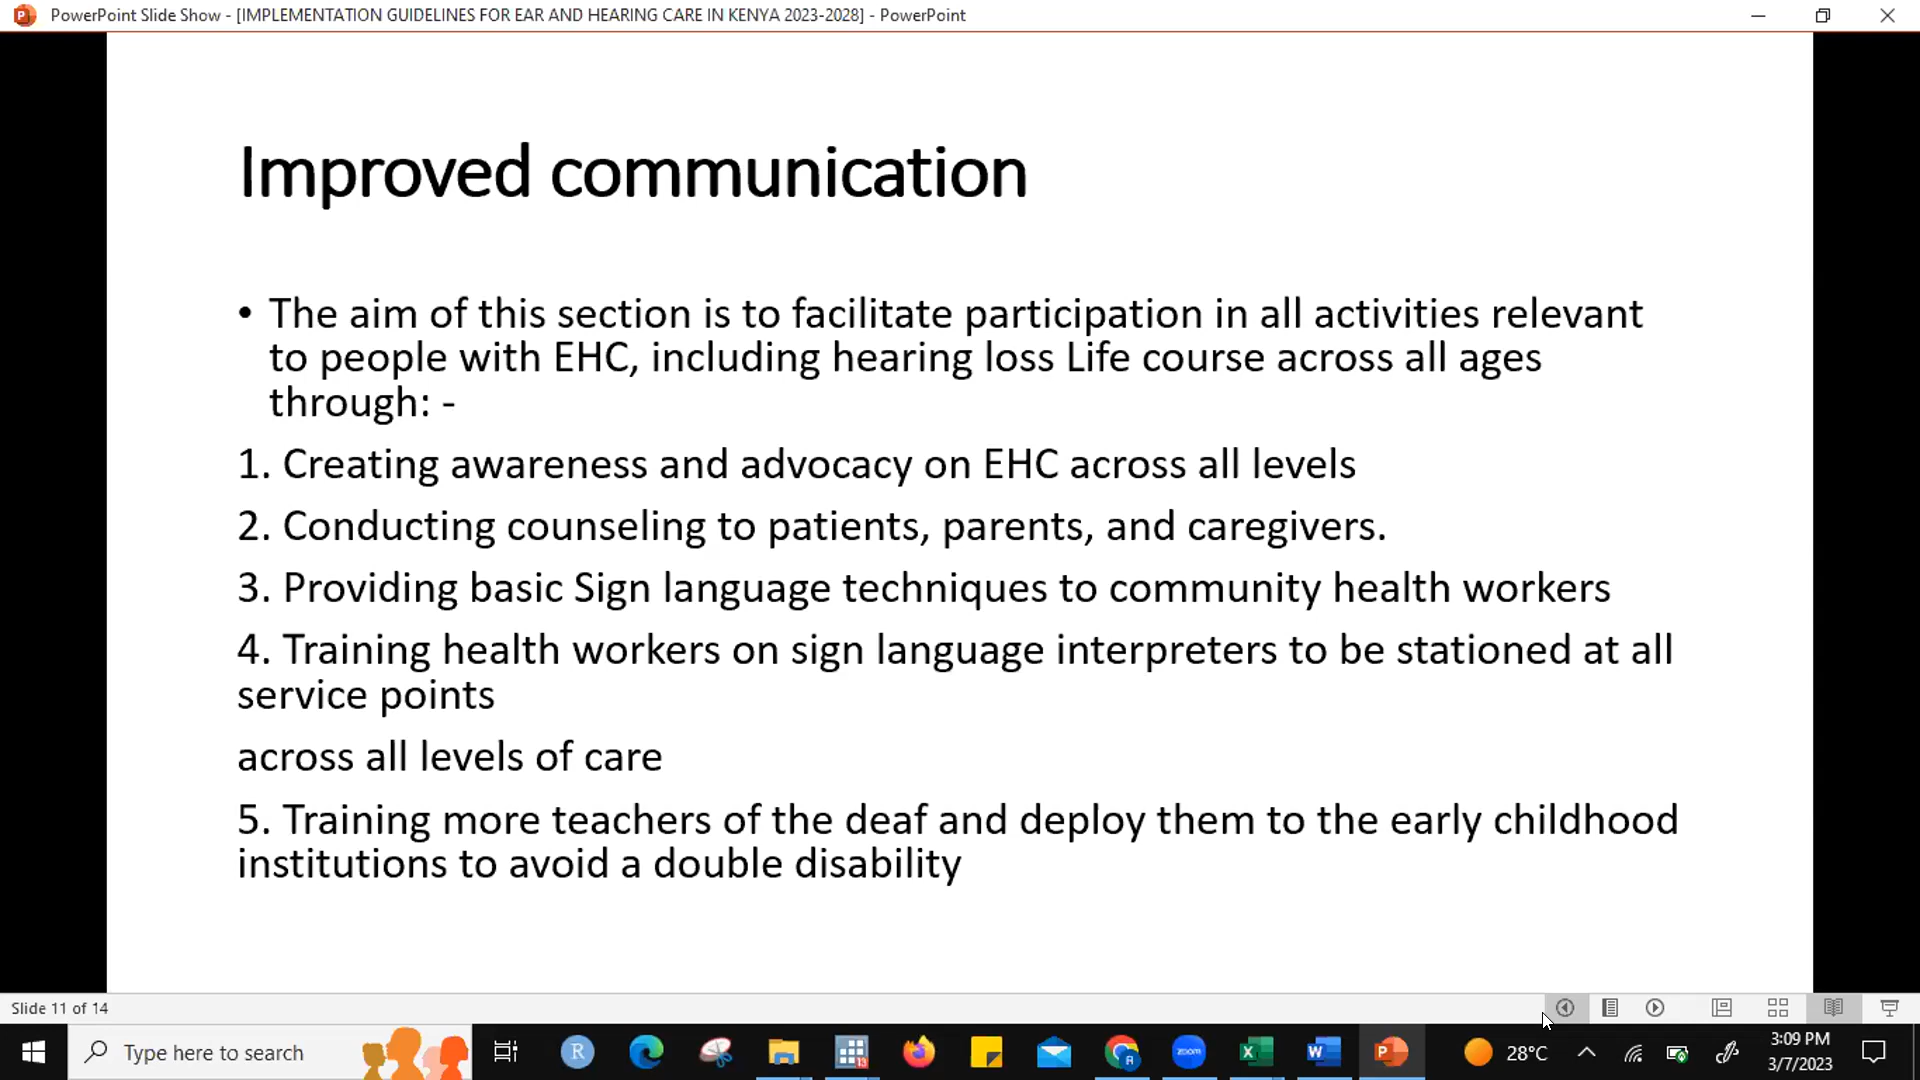 PowerPoint Slide Show - [IMPLEMENTATION GUIDELINES FOR EAR AND HEARING CARE IN KENYA 2023-2028] - PowerPoint
Improved communication
• The aim of this section is to facilitate participation in all activities relevant
to people with EHC, including hearing loss Life course across all ages
through: -
1. Creating awareness and advocacy on EHC across all levels
2. Conducting counseling to patients, parents, and caregivers.
3. Providing basic Sign language techniques to community health workers
4. Training health workers on sign language interpreters to be stationed at all
service points
across all levels of care
5. Training more teachers of the deaf and deploy them to the early childhood
institutions to avoid a double disability
Slide 11 of 14
Type here to search
R
13
A
zoom
X
W
P
28°C
3:09 PM
3/7/2023